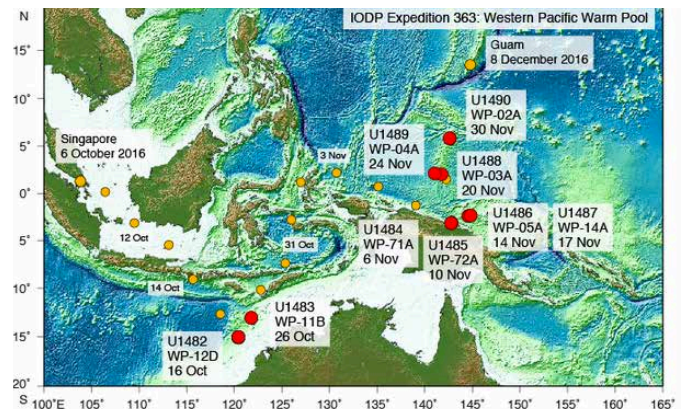 IODP Expedition 363: Western Pacific Warm Pool
N
15°
10°
5°
0°
5°
10°
15°
20°
S
Guam
8 December 2016
U1490
WP-02A
30 Nov
U1489
WP-04A
24 Nov
U1488
WP-03A
20 Nov
Singapore
6 October 2016
3 Nov
12 Oct
31 Oct
14 Oct
U1484
WP-71A
6 Nov
U1485
WP-72A
10 Nov
U1486
WP-05A
14 Nov
U1487
WP-14A
17 Nov
U1483
WP-11B
26 Oct
U1482
WP-12D
16 Oct
100°E 105° 110° 115° 120° 125° 130° 135° 140° 145° 150° 155° 160° 165°